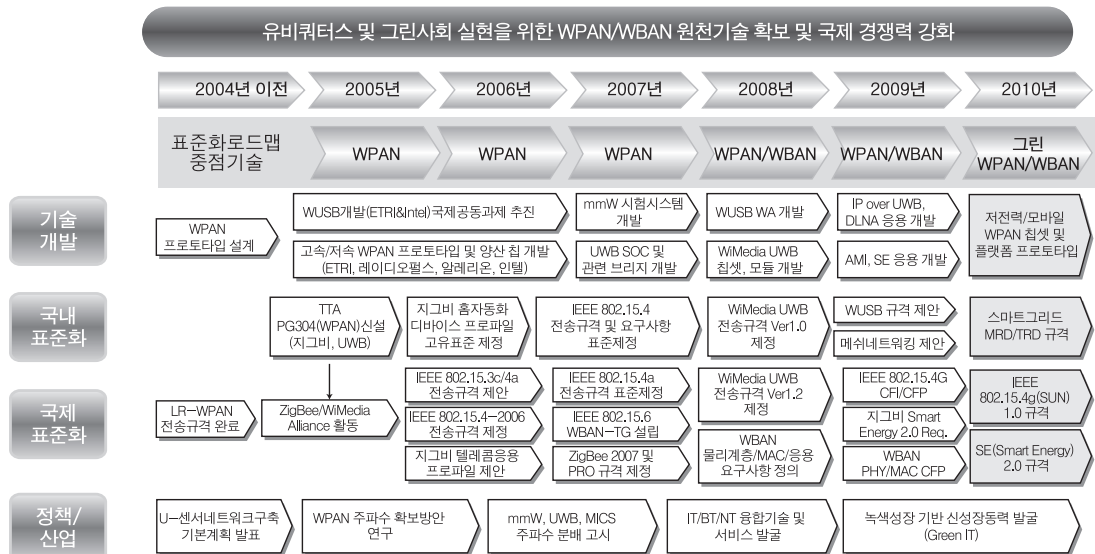 유비쿼터스 및 그린사회 실현을 위한 WPAN/WBAN 원천기술 확보 및 국제 경쟁력 강화
2004년 이전
2005년
2006년
2007년
2008년
2009년
2010년
표준화로드맵
중점기술
WPAN
WPAN
WPAN
WPAN/WBAN
WPAN/WBAN
그린
WPAN/WBAN
기술
개발
WPAN
프로토타입 설계
WUSB개발(ETRI&Intel)국제공동과제 추진
고속/저속 WPAN 프로토타입 및 양산 칩 개발
(ETRI, 레이디오펄스, 알레리온, 인텔)
mmW 시험시스템
개발
UWB SOC 및
관련 브리지 개발
WUSB WA 개발
WiMedia UWB
칩셋, 모듈 개발
IP over UWB,
DLNA 응용 개발
AMI, SE 응용 개발
저전력/모바일
WPAN 칩셋 및
플랫폼 프로토타입
국내
표준화
TTA
PG304(WPAN)신설
(지그비, UWB)
지그비 홈자동화
디바이스 프로파일
고유표준 제정
IEEE 802.15.4
전송규격 및 요구사항
표준제정
WiMedia UWB
전송규격 Ver1.0
제정
WUSB 규격 제안
메쉬네트워킹 제안
스마트그리드
MRD/TRD 규격
국제
표준화
LR-WPAN
전송규격 완료
ZigBee/WiMedia
Alliance 활동
IEEE 802.15.3c/4a
전송규격 제안
IEEE 802.15.4-2006
전송규격 제정
지그비 텔레콤응용
프로파일 제안
IEEE 802.15.4a
전송규격 표준제정
IEEE 802.15.6
WBAN-TG 설립
ZigBee 2007 및
PRO 규격 제정
WiMedia UWB
전송규격 Ver1.2
제정
WBAN
물리계층/MAC/응용
요구사항 정의
IEEE 802.15.4G
CFI/CFP
지그비 Smart
Energy 2.0 Req.
WBAN
PHY/MAC CFP
IEEE
802.15.4g(SUN)
1.0 규격
SE(Smart Energy)
2.0 규격
정책/
산업
U-센서네트워크구축
기본계획 발표
WPAN 주파수 확보방안
연구
mmW, UWB, MICS
주파수 분배 고시
IT/BT/NT 융합기술 및
서비스 발굴
녹색성장 기반 신성장동력 발굴
(Green IT)